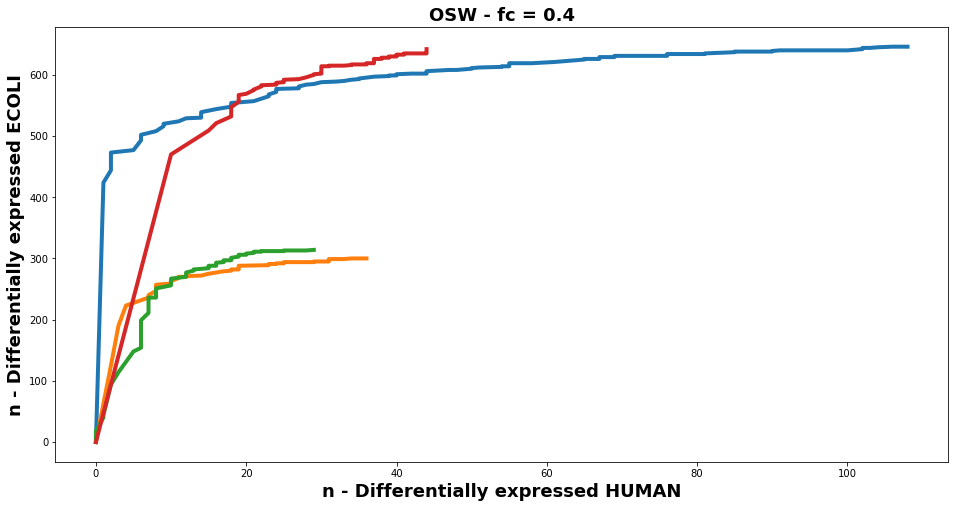 OSW - fc = 0.4
n - Differentially expressed ECOLI
600
500
400
300
200
100
0
0 20 40 60 80 100
n - Differentially expressed HUMAN